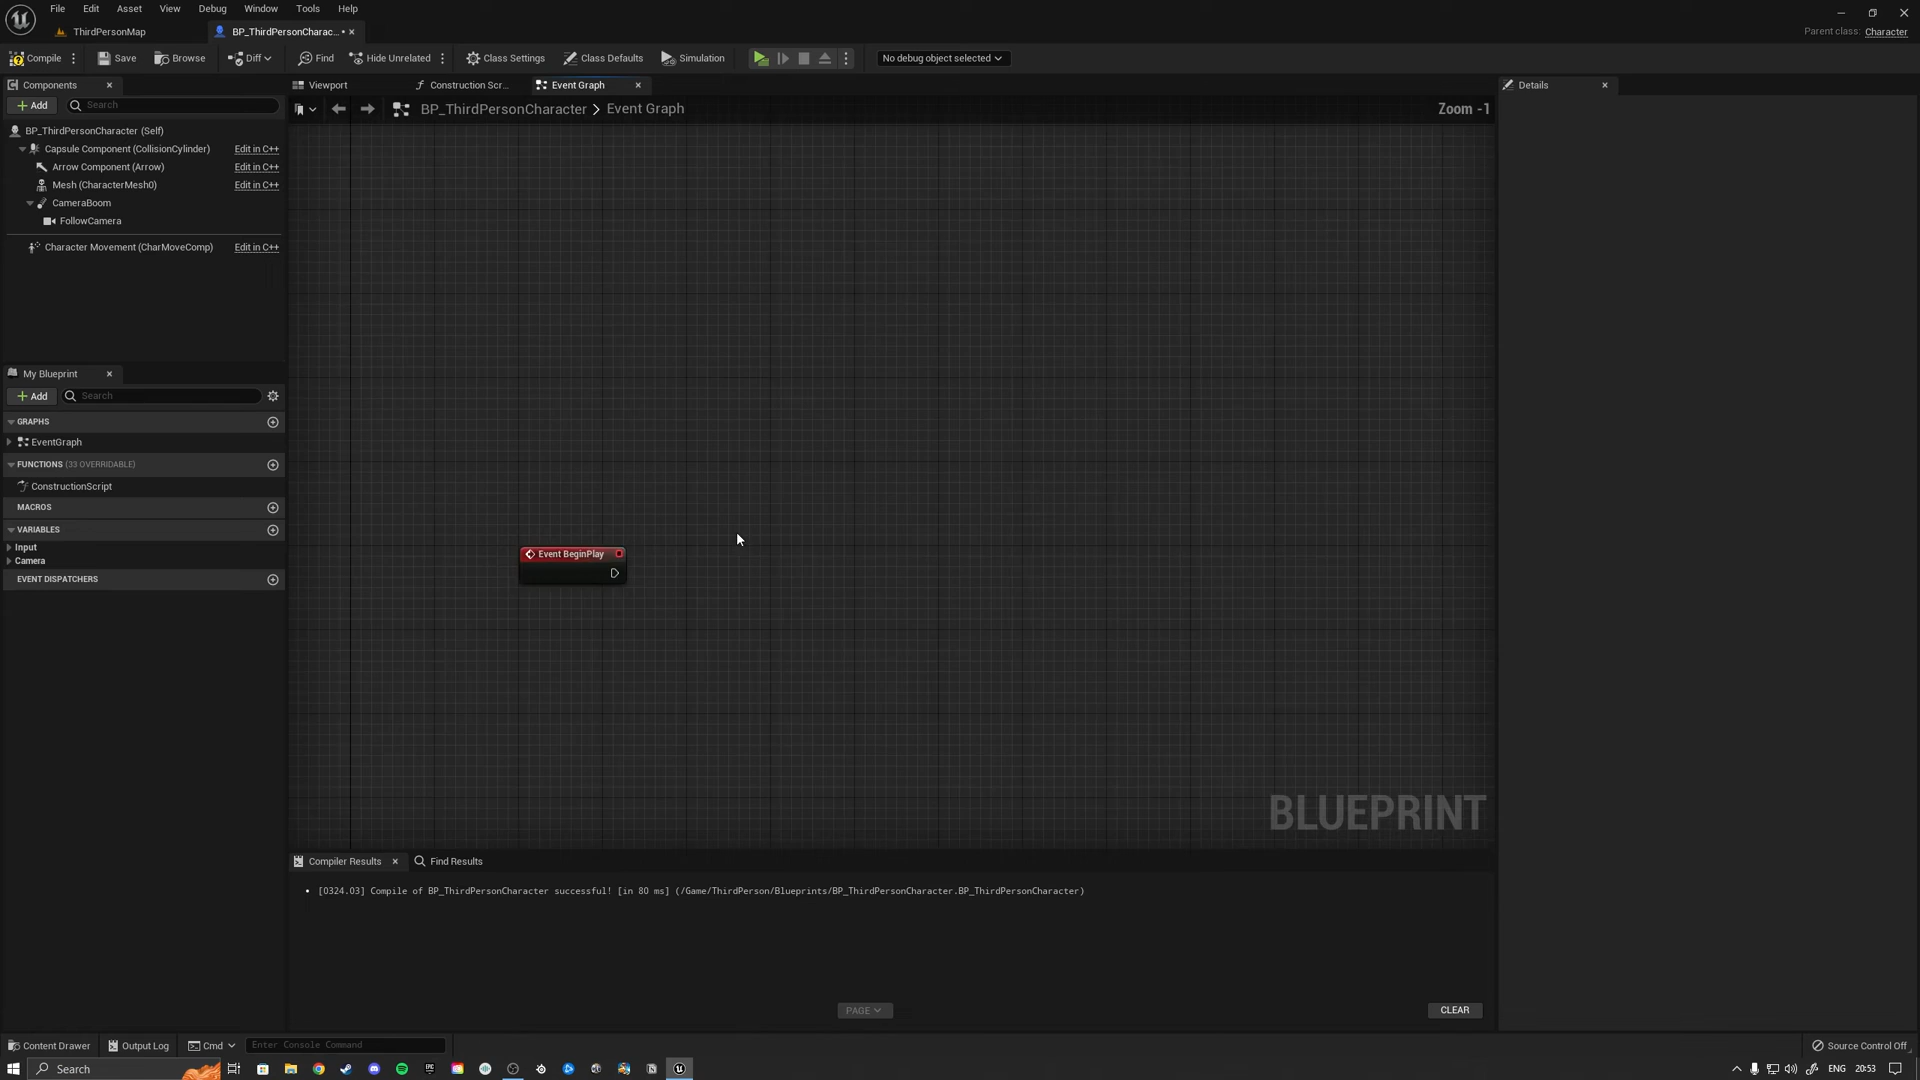 File Edit Asset View Window Debug Tools Help
ThirdPersonMap
BP_ThirdPersonCharac... •
Parent class: Character
Compile
Save
Browse
Diff
Find
Hide Unrelated
Class Settings
Class Defaults
Simulation
No debug object selected
Components
Add
Search
BP_ThirdPersonCharacter (Self)
Capsule Component (CollisionCylinder) Edit in C++
Arrow Component (Arrow) Edit in C++
Mesh (CharacterMesh0) Edit in C++
CameraBoom
FollowCamera
Character Movement (CharMoveComp) Edit in C++
My Blueprint
Add
Search
GRAPHS
EventGraph
FUNCTIONS (33 OVERRIDABLE)
ConstructionScript
MACROS
VARIABLES
Input
Camera
EVENT DISPATCHERS
Viewport
Construction Scr...
Event Graph
BP_ThirdPersonCharacter > Event Graph
Zoom -1
Event BeginPlay
BLUEPRINT
Details
Compiler Results
Find Results
• [0324.03] Compile of BP_ThirdPersonCharacter successful! [in 80 ms] (/Game/ThirdPerson/Blueprints/BP_ThirdPersonCharacter.BP_ThirdPersonCharacter)
PAGE
CLEAR
Content Drawer
Output Log
Cmd
Enter Console Command
Source Control Off
Search
ENG
20:53